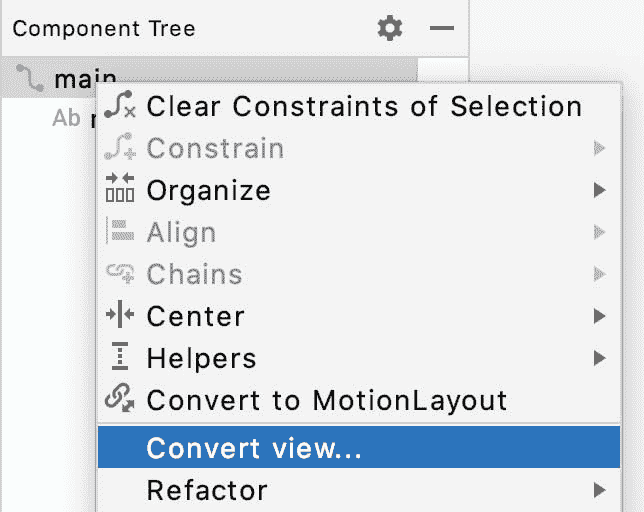 Component Tree
main
Ab
Clear Constraints of Selection
Constrain
Organize
Align
Chains
Center
Helpers
Convert to MotionLayout
Convert view...
Refactor